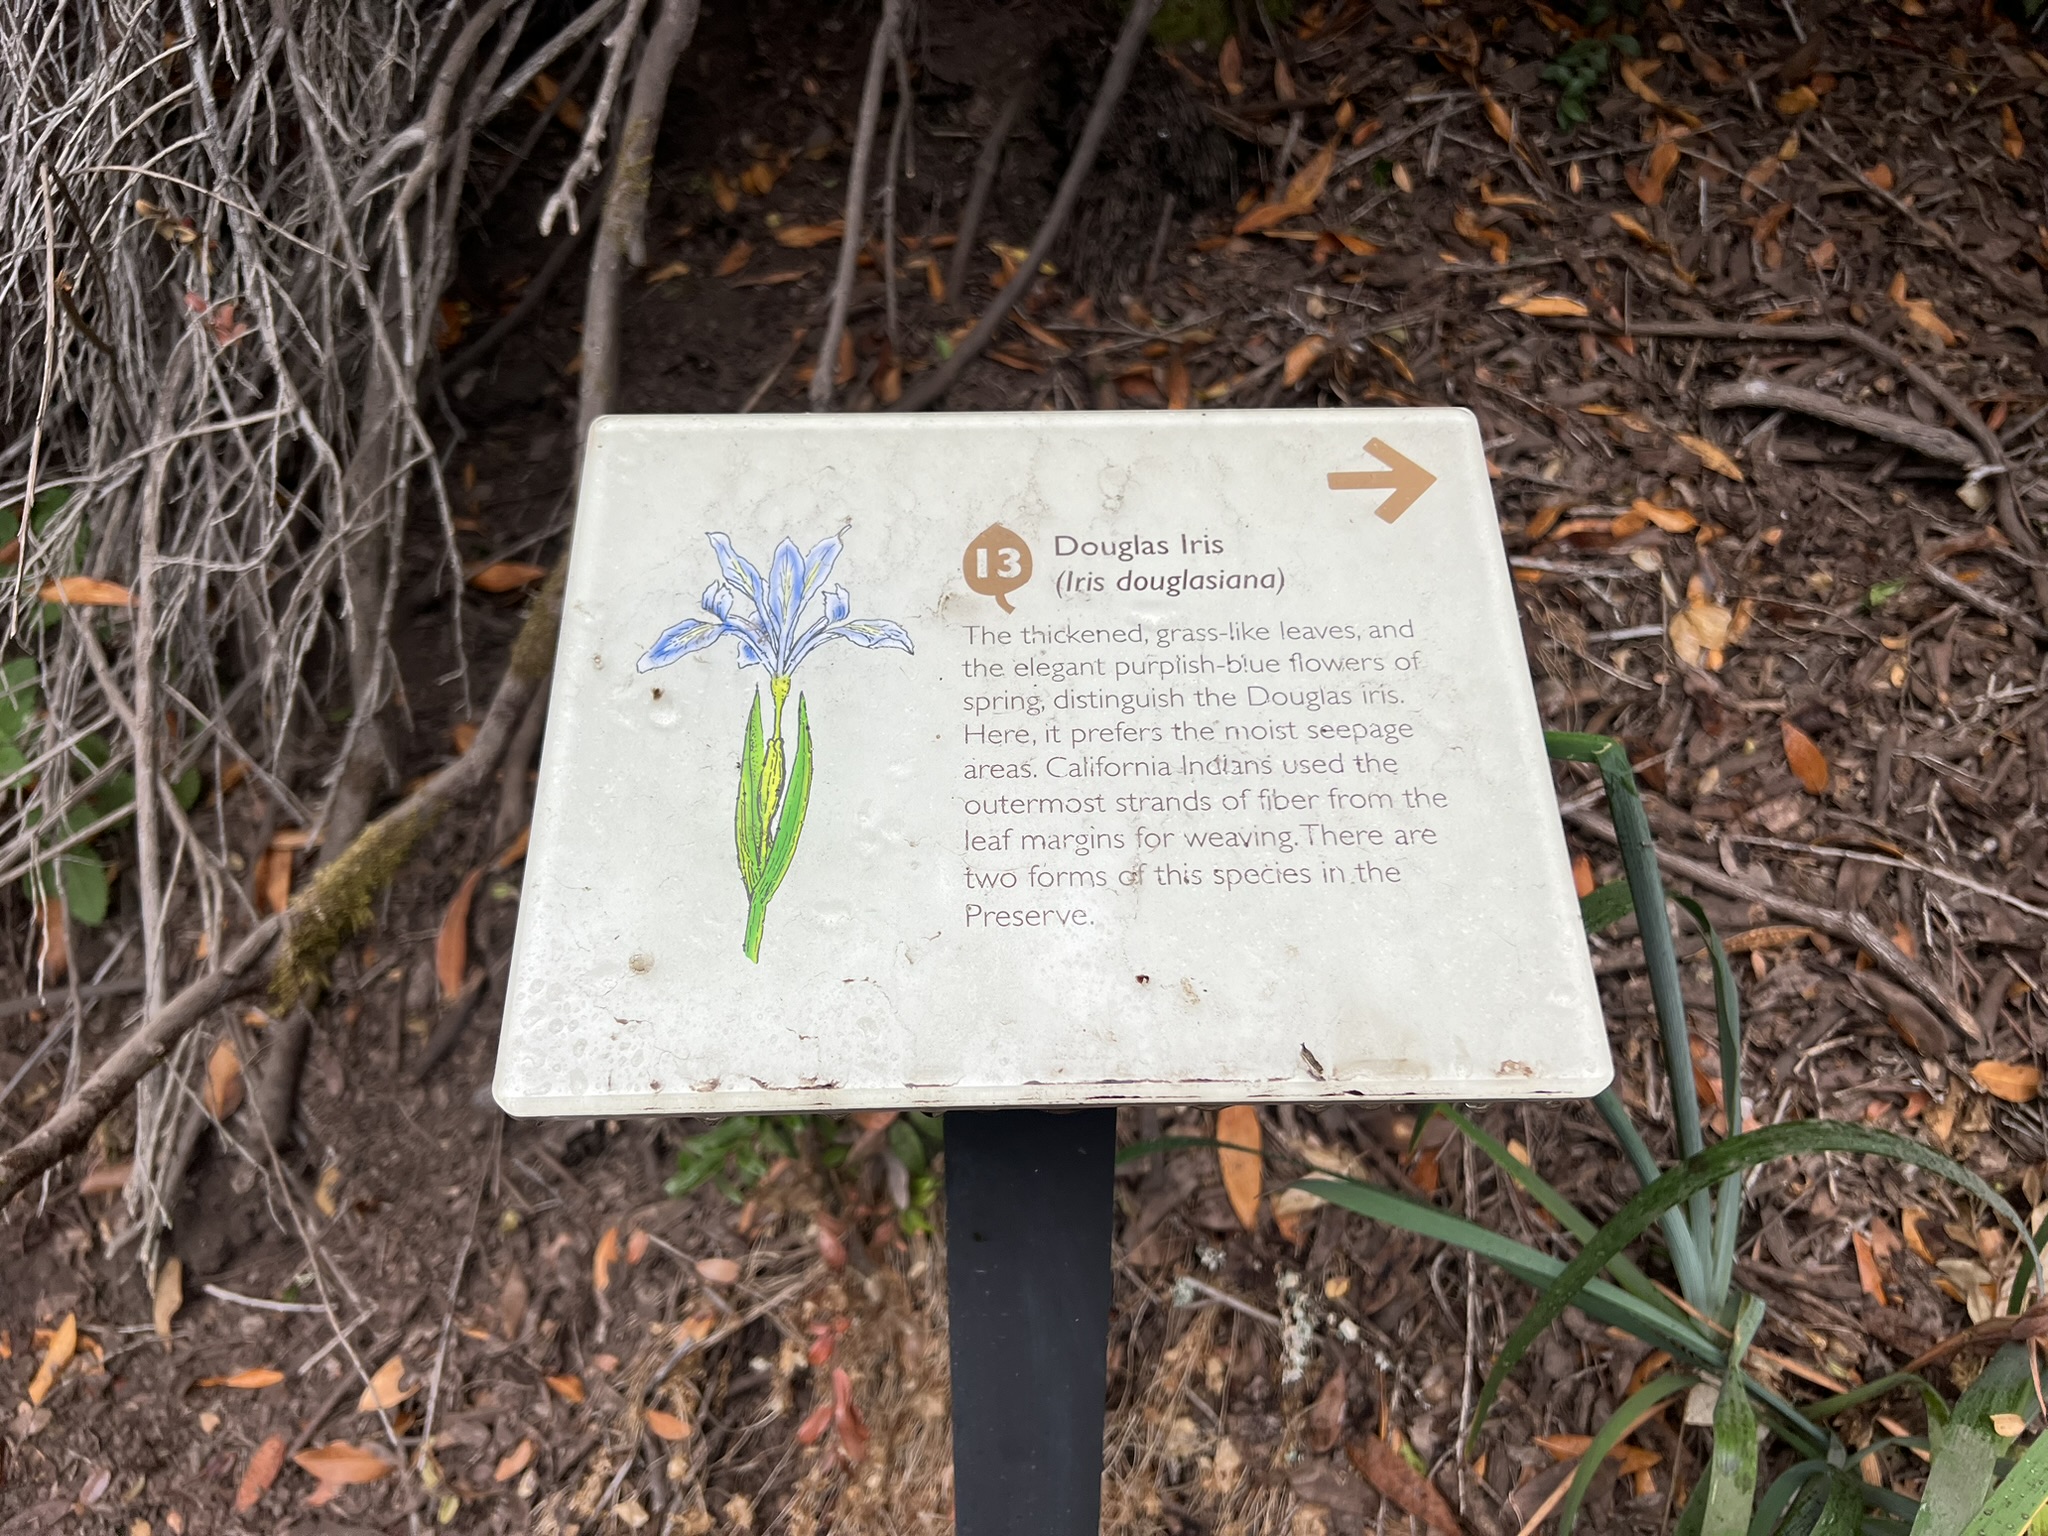 13 Douglas Iris
(Iris douglasiana)
The thickened, grass-like leaves, and
the elegant purplish-blue flowers of
spring, distinguish the Douglas iris.
Here, it prefers the moist seepage
areas. California Indians used the
outermost strands of fiber from the
leaf margins for weaving. There are
two forms of this species in the
Preserve.